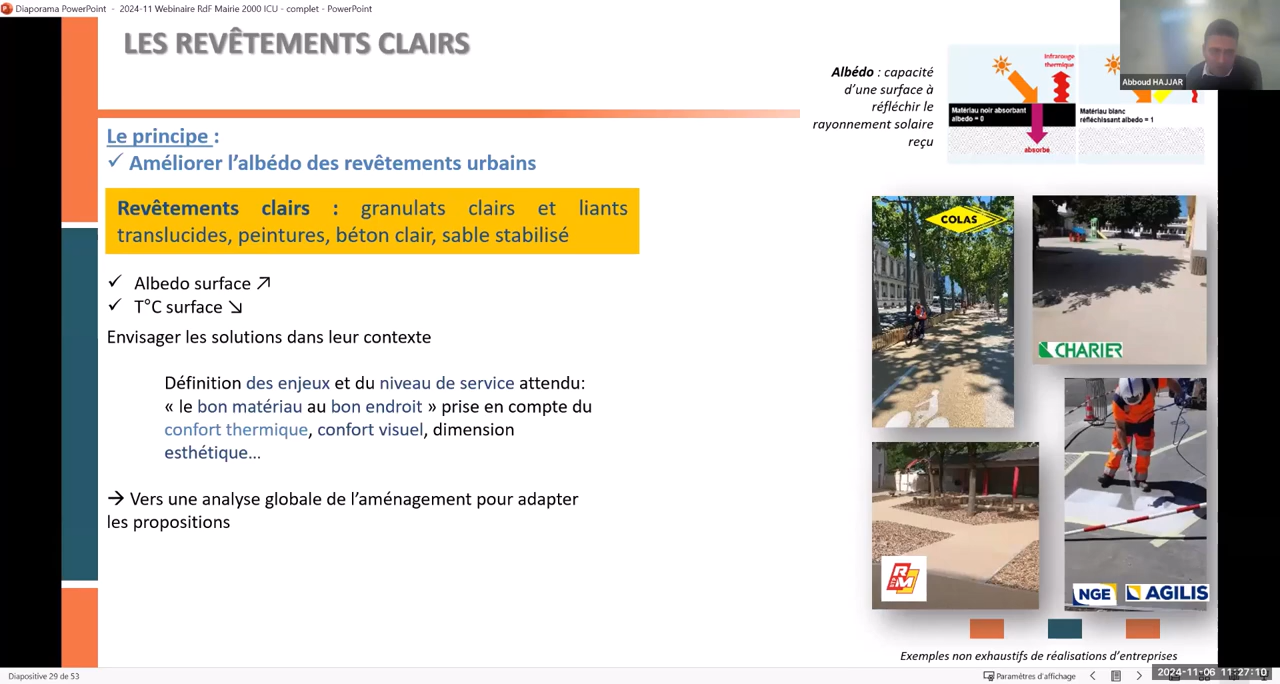 Diaporama PowerPoint - 2024-11 Webinaire RdF Mairie 2000 ICU - complet - PowerPoint
LES REVÊTEMENTS CLAIRS
Le principe :
✓ Améliorer l’albédo des revêtements urbains
Revêtements clairs : granulats clairs et liants
translucides, peintures, béton clair, sable stabilisé
✓ Albedo surface ↗
✓ T°C surface ↘
Envisager les solutions dans leur contexte
Définition des enjeux et du niveau de service attendu:
« le bon matériau au bon endroit » prise en compte du
confort thermique, confort visuel, dimension
esthétique...
→ Vers une analyse globale de l’aménagement pour adapter
les propositions
Albédo : capacité
d’une surface à
réfléchir le
rayonnement solaire
reçu
Infrarouge
thermique
Matériau noir absorbant
albedo = 0
absorbé
Matériau blanc
réfléchissant albedo = 1
Abboud HAJJAR
COLAS
CHARIER
RM
NGE
AGILIS
Exemples non exhaustifs de réalisations d’entreprises
Diapositive 29 de 53
Paramètres d'affichage
2024-11-06 11:27:10